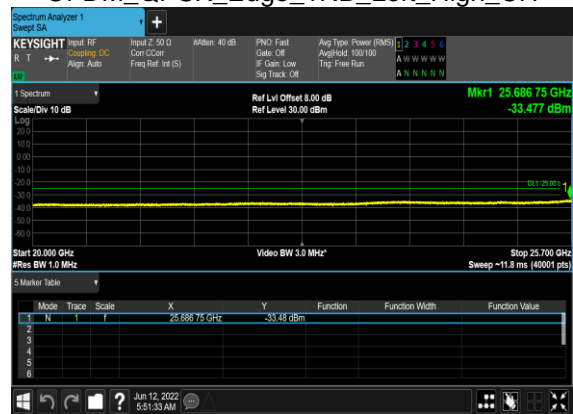 Spectrum Analyzer 1
Swept SA
+
KEYSIGHT Input: RF Input Z: 50 Ω #Atten: 40 dB PNO: Fast Avg Type: Power (RMS) 1 2 3 4 5 6
R T Coupling: DC Corr CCorr Gate: Off Avg|Hold: 100/100 A W W W W W
Align: Auto Freq Ref: Int (S) IF Gain: Low Trig: Free Run
LW Sig Track: Off A N N N N N
1 Spectrum Ref Lvl Offset 8.00 dB Mkr1 25.686 75 GHz
Scale/Div 10 dB Ref Level 30.00 dBm -33.477 dBm
Log
20.0
10.0
0.00
-10.0
-20.0 DL1 -25.00
-30.0 1
-40.0
-50.0
-60.0
Start 20.000 GHz Video BW 3.0 MHz* Stop 25.700 GHz
#Res BW 1.0 MHz Sweep ~11.8 ms (40001 pts)
5 Marker Table
Mode Trace Scale X Y Function Function Width Function Value
1 N 1 f 25.686 75 GHz -33.48 dBm
2
3
4
5
6
? Jun 12, 2022
5:51:33 AM